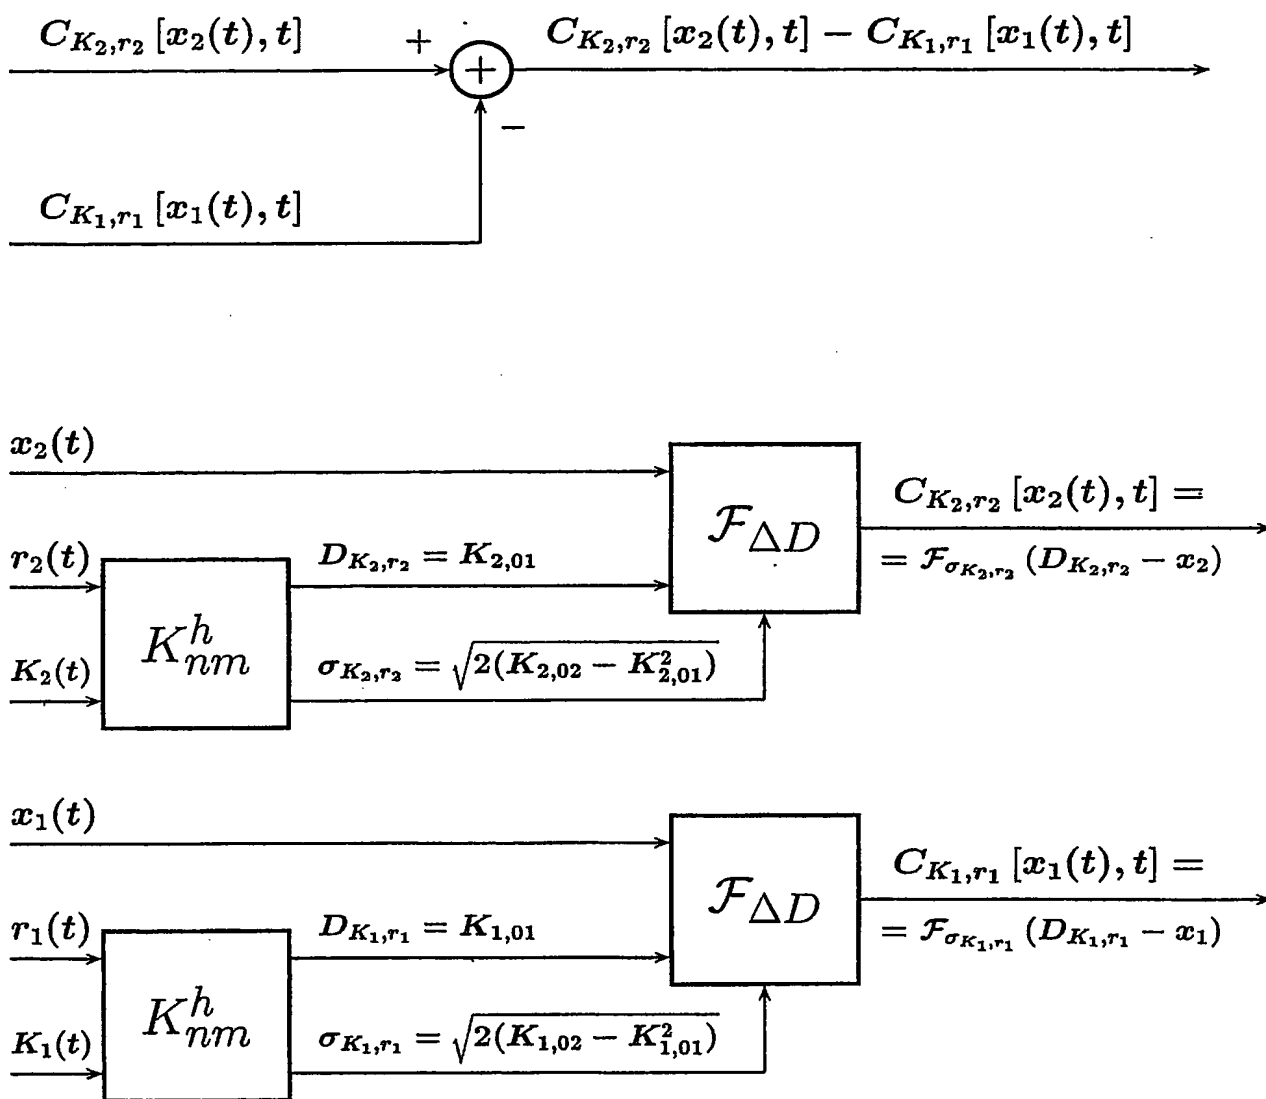 C_{K_2,r_2} [x_2(t), t]
+
C_{K_2,r_2} [x_2(t), t] − C_{K_1,r_1} [x_1(t), t]
+
−
C_{K_1,r_1} [x_1(t), t]
x_2(t)
F_{ΔD}
C_{K_2,r_2} [x_2(t), t] =
= F_{σ_{K_2,r_2}} (D_{K_2,r_2} − x_2)
r_2(t)
D_{K_2,r_2} = K_{2,01}
K^h_{nm}
K_2(t)
σ_{K_2,r_2} = √(2(K_{2,02} − K^2_{2,01}))
x_1(t)
F_{ΔD}
C_{K_1,r_1} [x_1(t), t] =
= F_{σ_{K_1,r_1}} (D_{K_1,r_1} − x_1)
r_1(t)
D_{K_1,r_1} = K_{1,01}
K^h_{nm}
K_1(t)
σ_{K_1,r_1} = √(2(K_{1,02} − K^2_{1,01}))